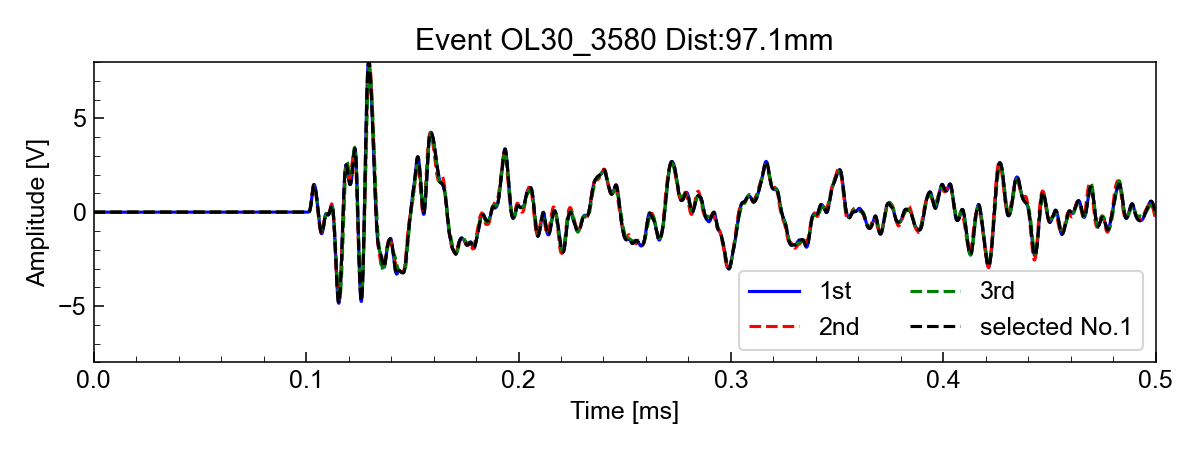 Event OL30_3580 Dist:97.1mm
Amplitude [V]
5
0
−5
1st
2nd
3rd
selected No.1
0.0 0.1 0.2 0.3 0.4 0.5
Time [ms]